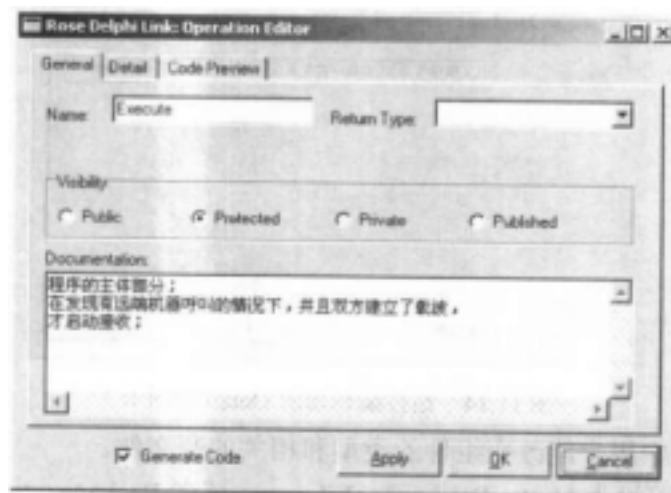 Rose Delphi Link: Operation Editor
General Detail Code Preview
Name: Execute Return Type:
Visibility
Public Protected Private Published
Documentation:
程序的主体部分；
在发现有远端机器呼叫的情况下，并且双方建立了载波，
才启动接收；
Generate Code Apply OK Cancel